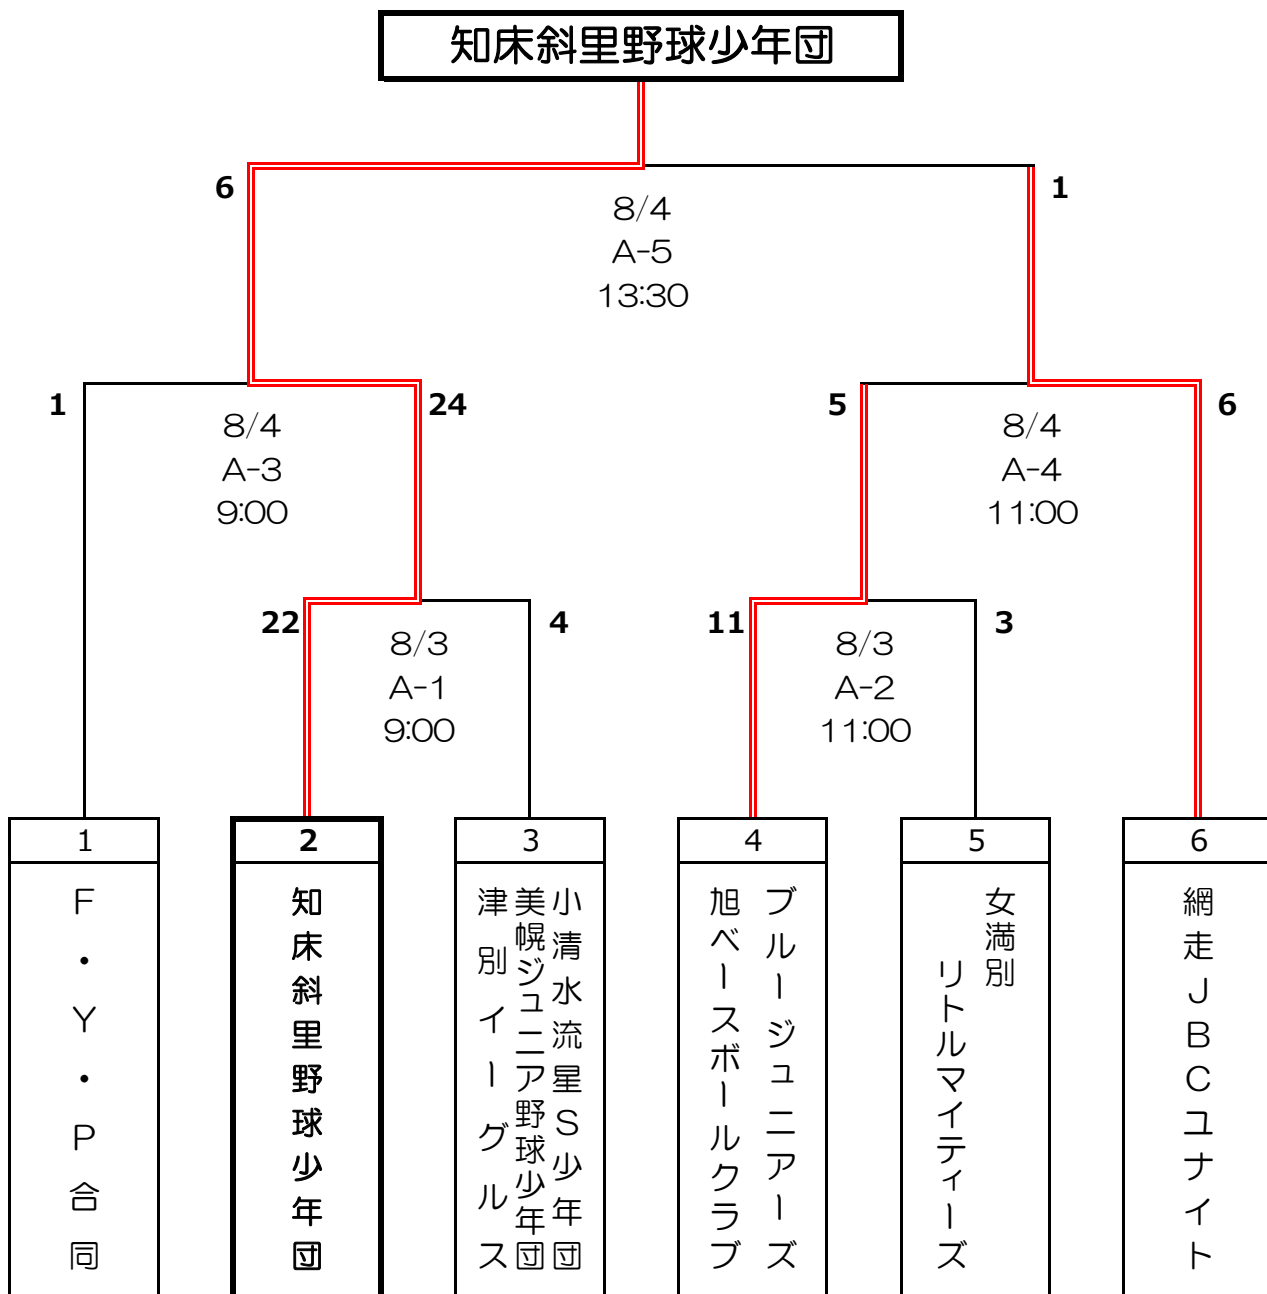 知床斜里野球少年団
6
1
8/4
A-5
13:30
1
24
5
6
8/4
A-3
9:00
8/4
A-4
11:00
22
4
11
3
8/3
A-1
9:00
8/3
A-2
11:00
1
2
3
4
5
6
F・Y・P合同
知床斜里野球少年団
小清水流星S少年団
美幌ジュニア野球少年団
津別イーグルス
ブルージュニアーズ
旭ベースボールクラブ
女満別
リトルマイティーズ
網走JBCユナイト